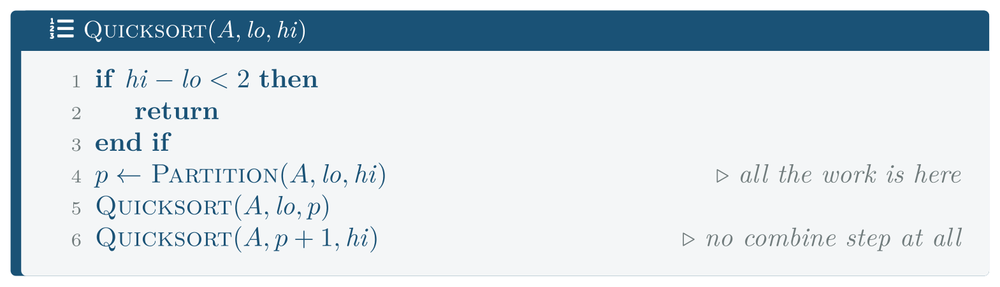 QUICKSORT(A, lo, hi)
1 if hi − lo < 2 then
2 return
3 end if
4 p ← PARTITION(A, lo, hi) ▷ all the work is here
5 QUICKSORT(A, lo, p)
6 QUICKSORT(A, p + 1, hi) ▷ no combine step at all